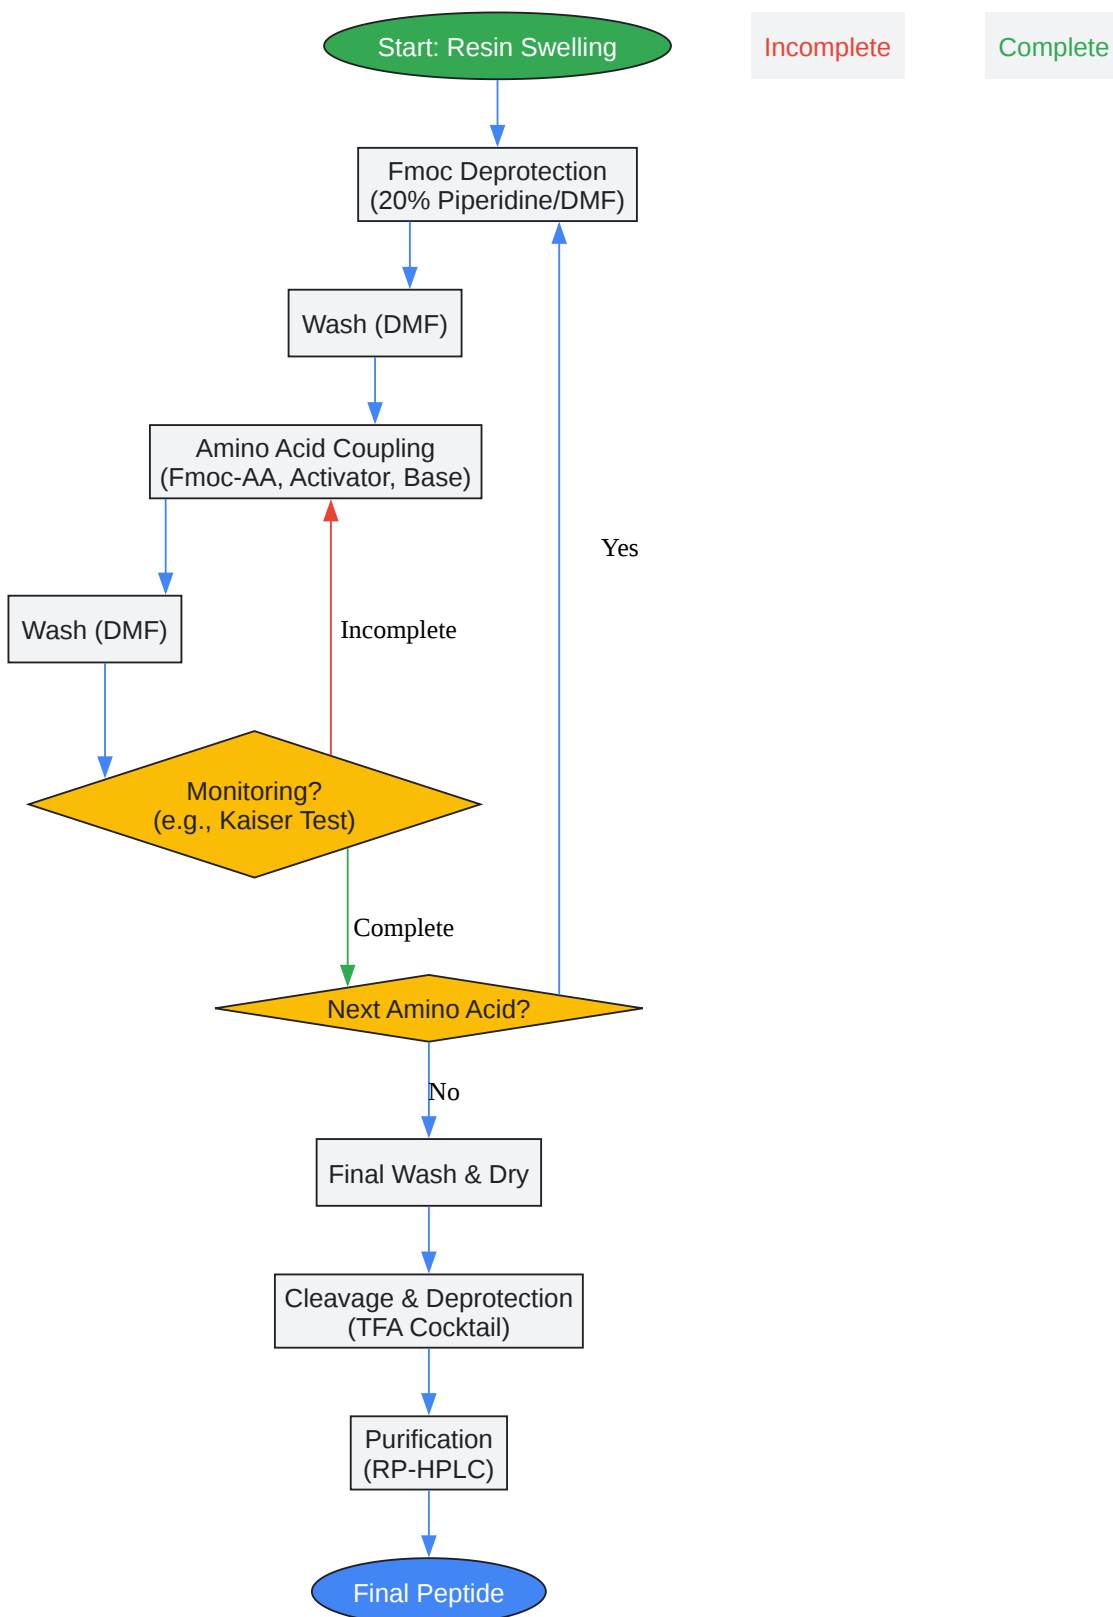 Start: Resin Swelling
Incomplete
Complete
Fmoc Deprotection
(20% Piperidine/DMF)
Wash (DMF)
Amino Acid Coupling
(Fmoc-AA, Activator, Base)
Yes
Wash (DMF)
Incomplete
Monitoring?
(e.g., Kaiser Test)
Complete
Next Amino Acid?
No
Final Wash & Dry
Cleavage & Deprotection
(TFA Cocktail)
Purification
(RP-HPLC)
Final Peptide